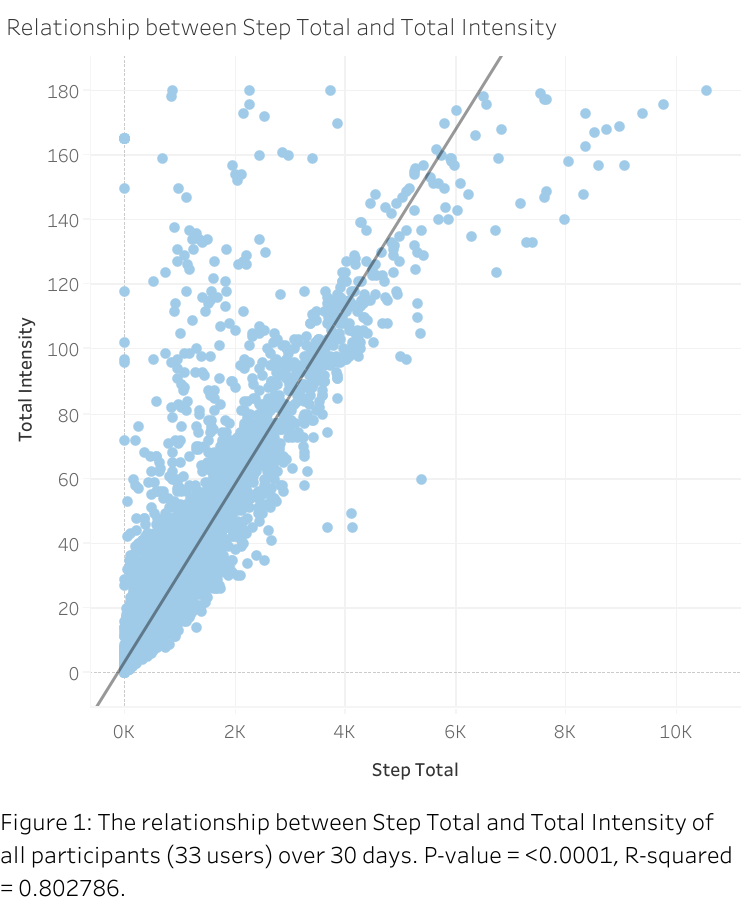 Relationship between Step Total and Total Intensity
180
160
140
120
100
80
60
40
20
0
Total Intensity
0K 2K 4K 6K 8K 10K
Step Total
Figure 1: The relationship between Step Total and Total Intensity of
all participants (33 users) over 30 days. P-value = <0.0001, R-squared
= 0.802786.